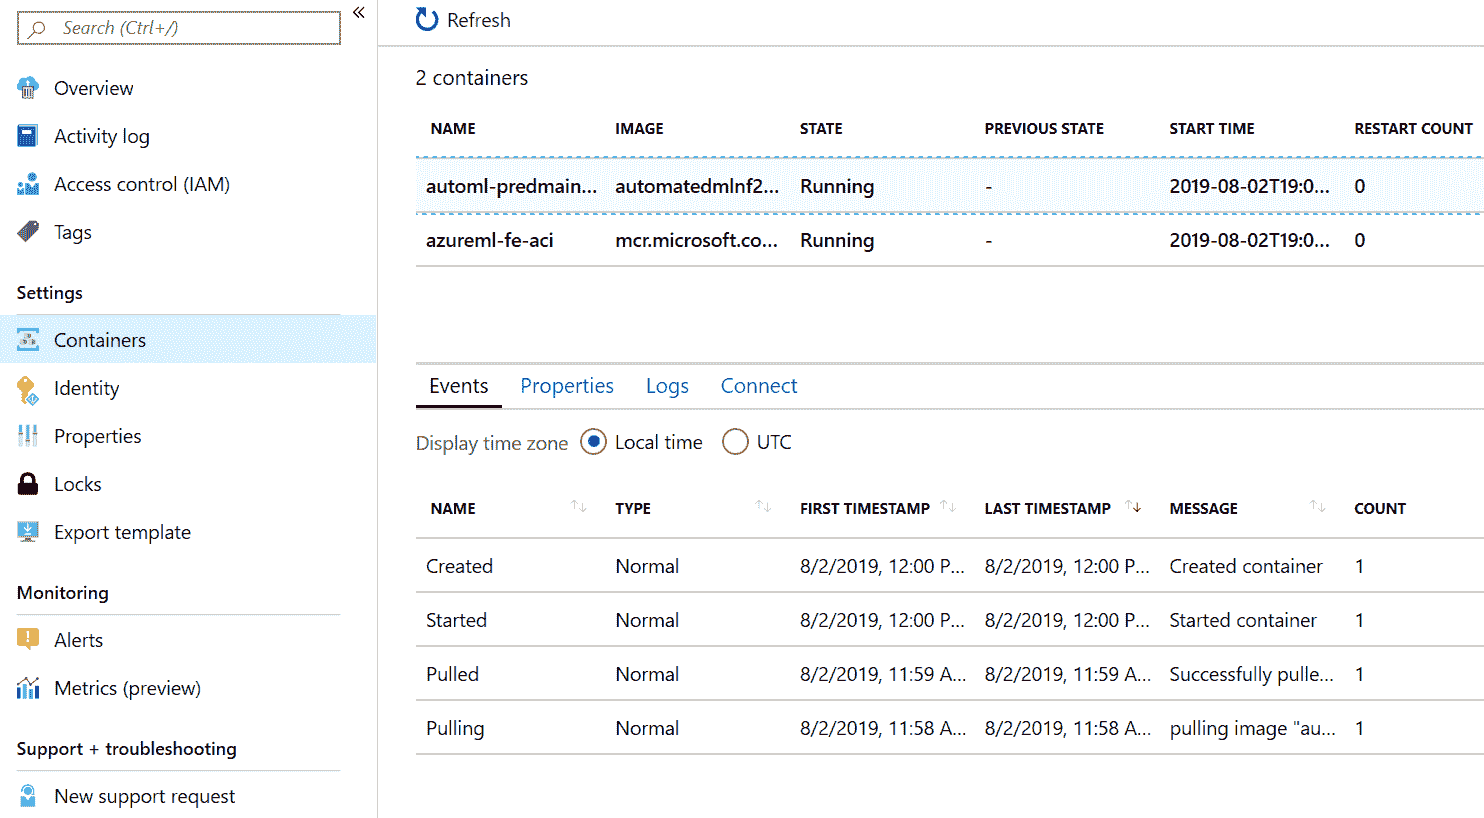 Search (Ctrl+/)
«
Overview
Activity log
Access control (IAM)
Tags
Settings
Containers
Identity
Properties
Locks
Export template
Monitoring
Alerts
Metrics (preview)
Support + troubleshooting
New support request
Refresh
2 containers
NAME IMAGE STATE PREVIOUS STATE START TIME RESTART COUNT
automl-predmain... automatedmlnf2... Running - 2019-08-02T19:0... 0
azureml-fe-aci mcr.microsoft.co... Running - 2019-08-02T19:0... 0
Events Properties Logs Connect
Display time zone Local time UTC
NAME TYPE FIRST TIMESTAMP LAST TIMESTAMP MESSAGE COUNT
Created Normal 8/2/2019, 12:00 P... 8/2/2019, 12:00 P... Created container 1
Started Normal 8/2/2019, 12:00 P... 8/2/2019, 12:00 P... Started container 1
Pulled Normal 8/2/2019, 11:59 A... 8/2/2019, 11:59 A... Successfully pulle... 1
Pulling Normal 8/2/2019, 11:58 A... 8/2/2019, 11:58 A... pulling image "au... 1